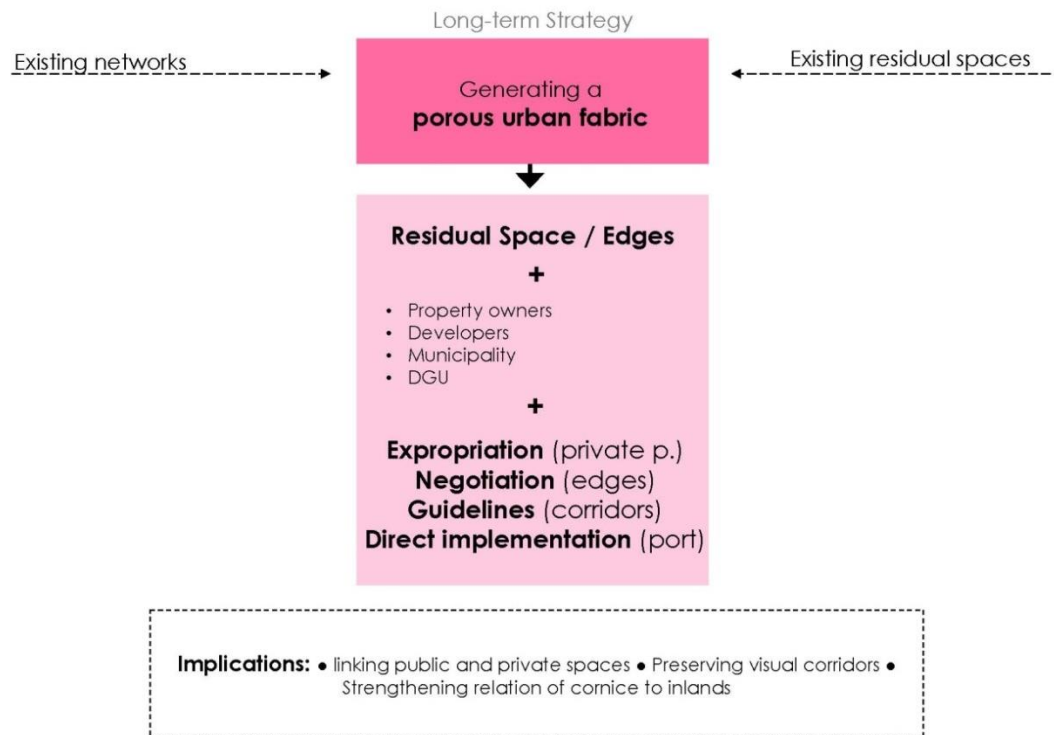 Long-term Strategy
Existing networks
Existing residual spaces
Generating a
porous urban fabric
Residual Space / Edges
+
• Property owners
• Developers
• Municipality
• DGU
+
Expropriation (private p.)
Negotiation (edges)
Guidelines (corridors)
Direct implementation (port)
Implications: ● linking public and private spaces ● Preserving visual corridors ●
Strengthening relation of cornice to inlands